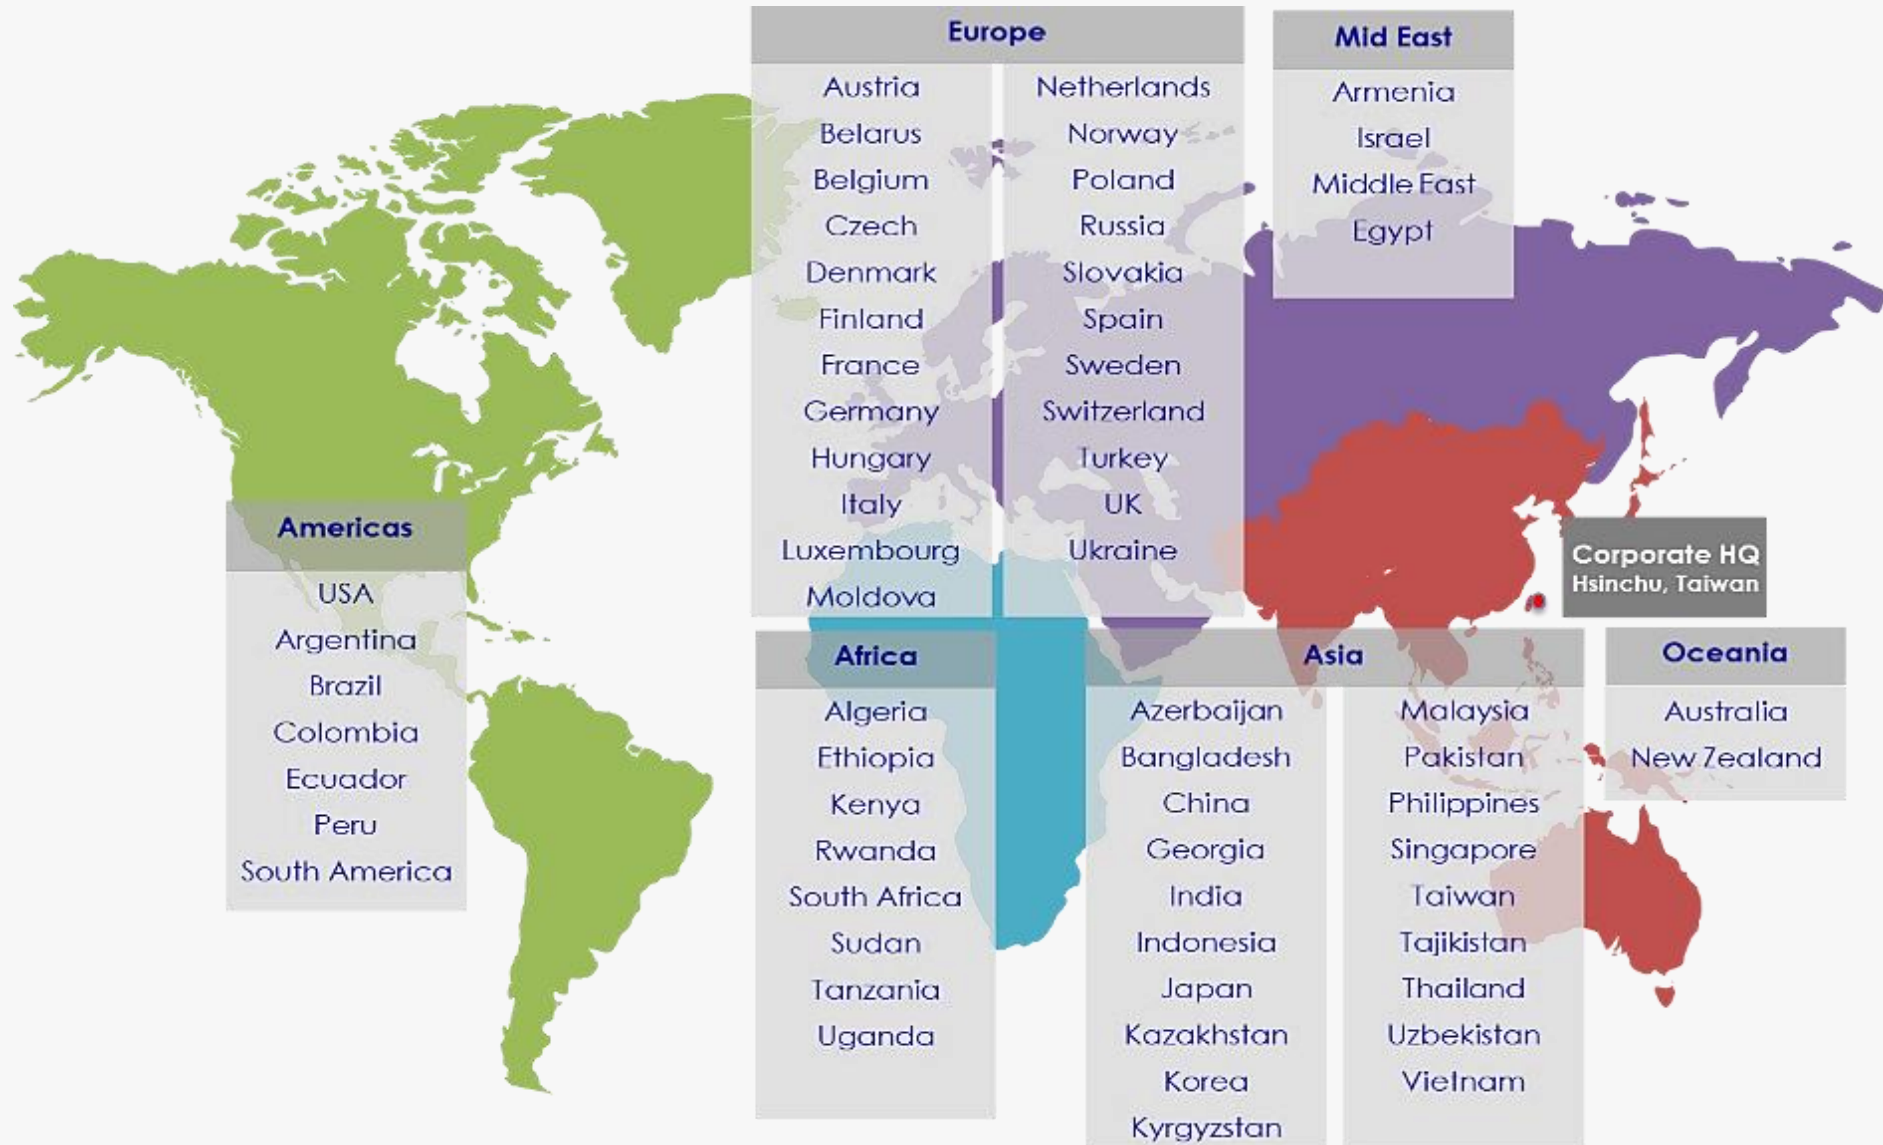 Europe
Austria
Belarus
Belgium
Czech
Denmark
Finland
France
Germany
Hungary
Italy
Luxembourg
Moldova
Netherlands
Norway
Poland
Russia
Slovakia
Spain
Sweden
Switzerland
Turkey
UK
Ukraine
Mid East
Armenia
Israel
Middle East
Egypt
Americas
USA
Argentina
Brazil
Colombia
Ecuador
Peru
South America
Corporate HQ
Hsinchu, Taiwan
Africa
Algeria
Ethiopia
Kenya
Rwanda
South Africa
Sudan
Tanzania
Uganda
Asia
Azerbaijan
Bangladesh
China
Georgia
India
Indonesia
Japan
Kazakhstan
Korea
Kyrgyzstan
Malaysia
Pakistan
Philippines
Singapore
Taiwan
Tajikistan
Thailand
Uzbekistan
Vietnam
Oceania
Australia
New Zealand